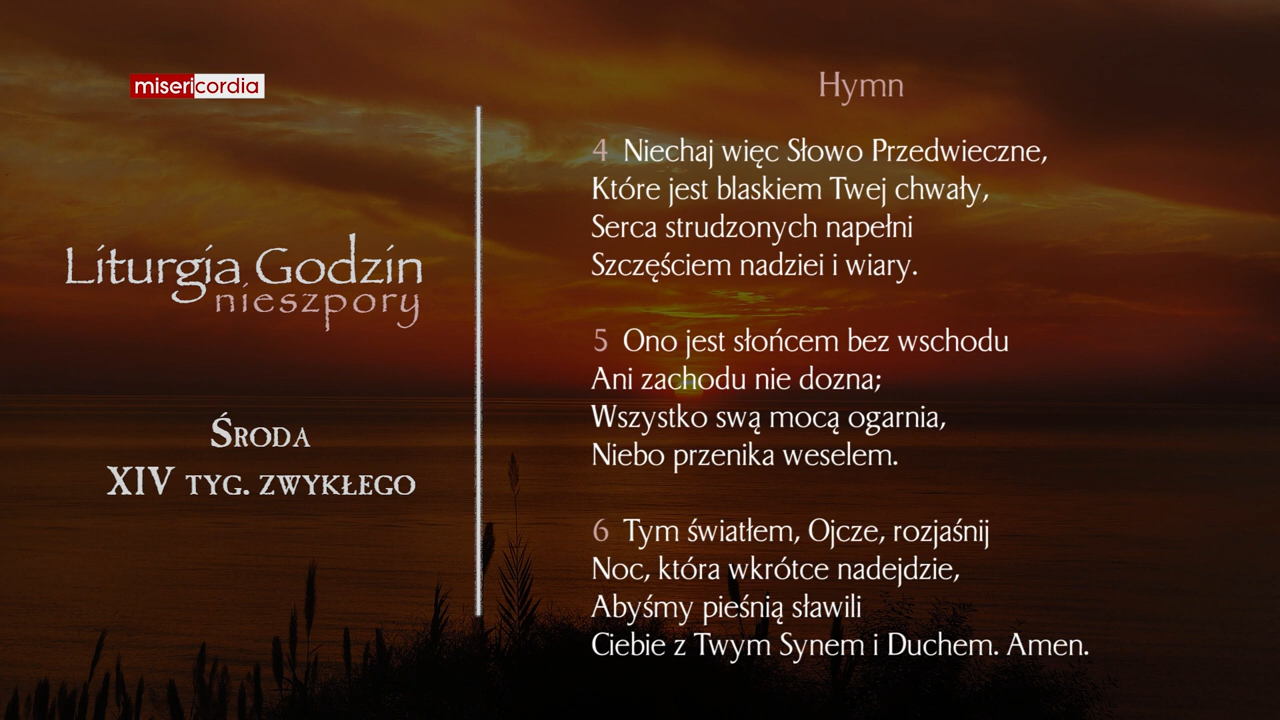 misericordia
Liturgia Godzin
nieszpory
Środa
XIV tyg. zwykłego
Hymn
4 Niechaj więc Słowo Przedwieczne,
Które jest blaskiem Twej chwały,
Serca strudzonych napełni
Szczęściem nadziei i wiary.
5 Ono jest słońcem bez wschodu
Ani zachodu nie dozna;
Wszystko swą mocą ogarnia,
Niebo przenika weselem.
6 Tym światłem, Ojcze, rozjaśnij
Noc, która wkrótce nadejdzie,
Abyśmy pieśnią sławili
Ciebie z Twym Synem i Duchem. Amen.